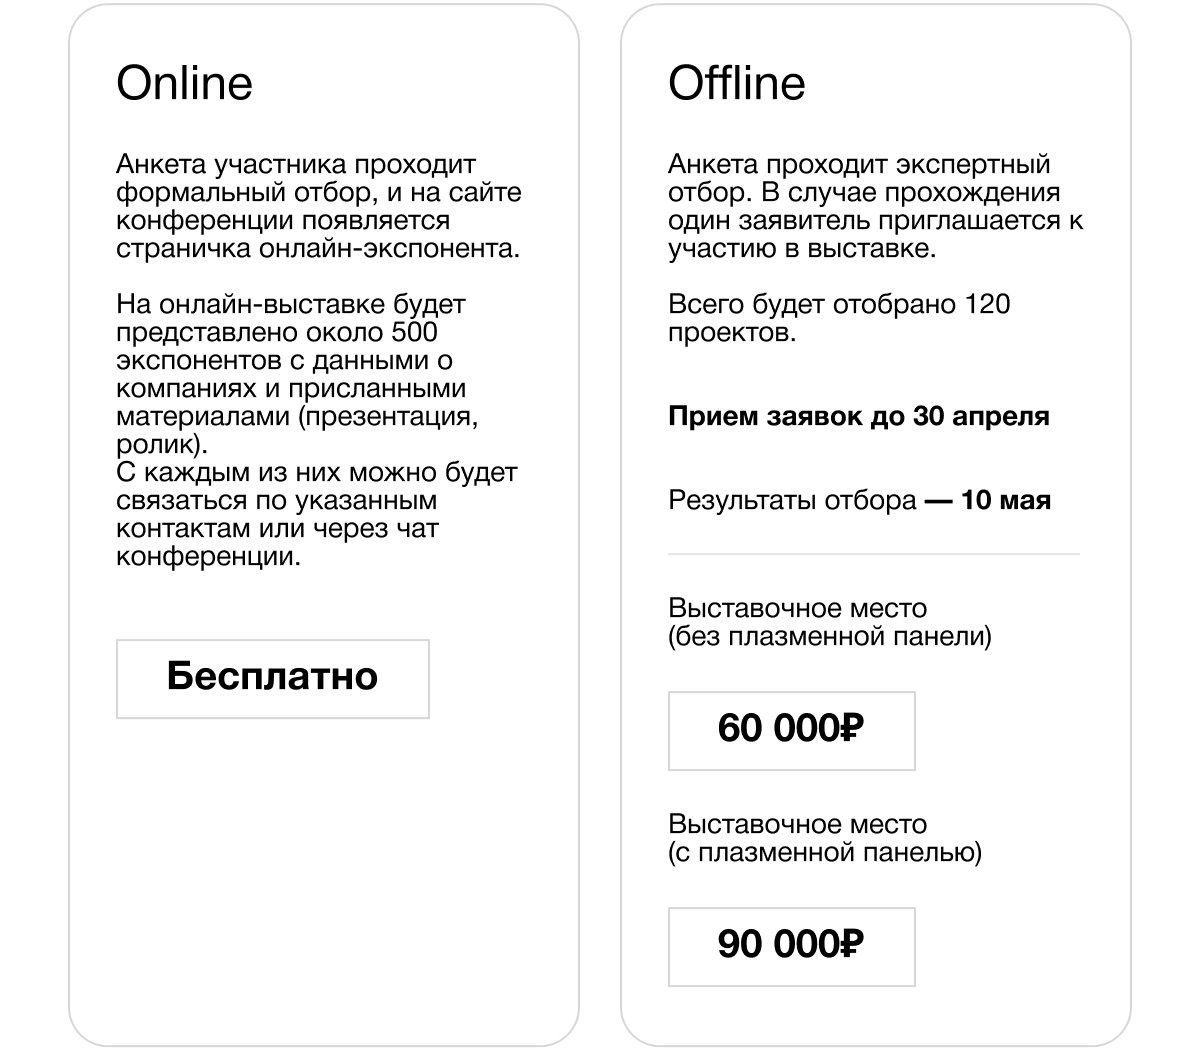 Online
Анкета участника проходит
формальный отбор, и на сайте
конференции появляется
страничка онлайн-экспонента.
На онлайн-выставке будет
представлено около 500
экспонентов с данными о
компаниях и присланными
материалами (презентация,
ролик).
С каждым из них можно будет
связаться по указанным
контактам или через чат
конференции.
Бесплатно
Offline
Анкета проходит экспертный
отбор. В случае прохождения
один заявитель приглашается к
участию в выставке.
Всего будет отобрано 120
проектов.
Прием заявок до 30 апреля
Результаты отбора — 10 мая
Выставочное место
(без плазменной панели)
60 000₽
Выставочное место
(с плазменной панелью)
90 000₽